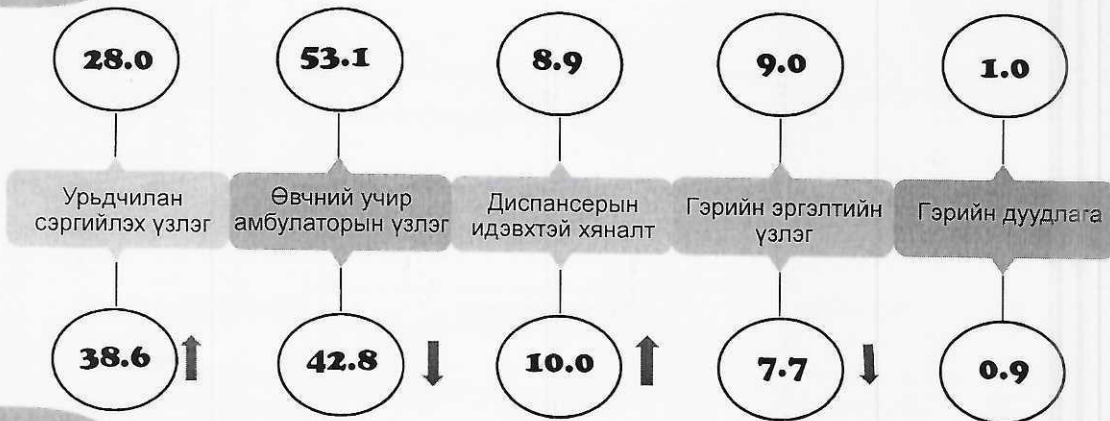 28.0
53.1
8.9
9.0
1.0
Урьдчилан
сэргийлэх үзлэг
Өвчний учир
амбулаторын үзлэг
Диспансерын
идэвхтэй хяналт
Гэрийн эргэлтийн
үзлэг
Гэрийн дуудлага
38.6
42.8
10.0
7.7
0.9